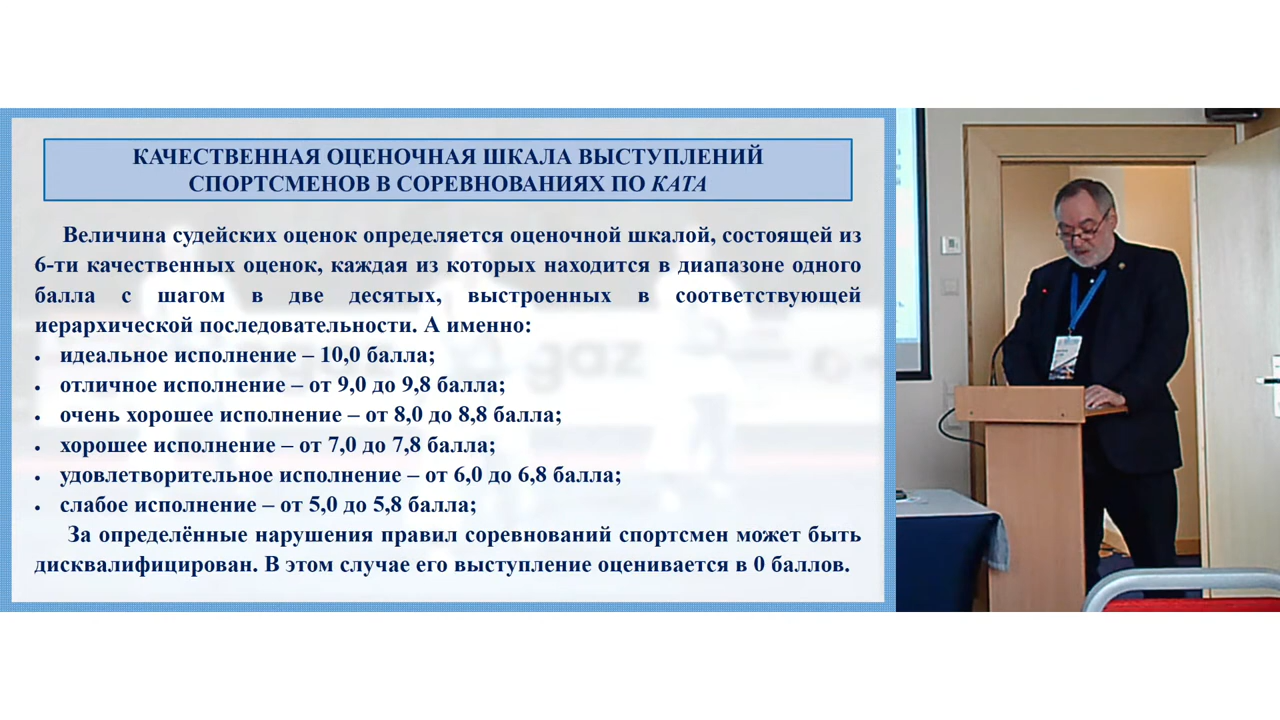 КАЧЕСТВЕННАЯ ОЦЕНОЧНАЯ ШКАЛА ВЫСТУПЛЕНИЙ
СПОРТСМЕНОВ В СОРЕВНОВАНИЯХ ПО КАТА
Величина судейских оценок определяется оценочной шкалой, состоящей из
6-ти качественных оценок, каждая из которых находится в диапазоне одного
балла с шагом в две десятых, выстроенных в соответствующей
иерархической последовательности. А именно:
• идеальное исполнение – 10,0 балла;
• отличное исполнение – от 9,0 до 9,8 балла;
• очень хорошее исполнение – от 8,0 до 8,8 балла;
• хорошее исполнение – от 7,0 до 7,8 балла;
• удовлетворительное исполнение – от 6,0 до 6,8 балла;
• слабое исполнение – от 5,0 до 5,8 балла;
За определённые нарушения правил соревнований спортсмен может быть
дисквалифицирован. В этом случае его выступление оценивается в 0 баллов.